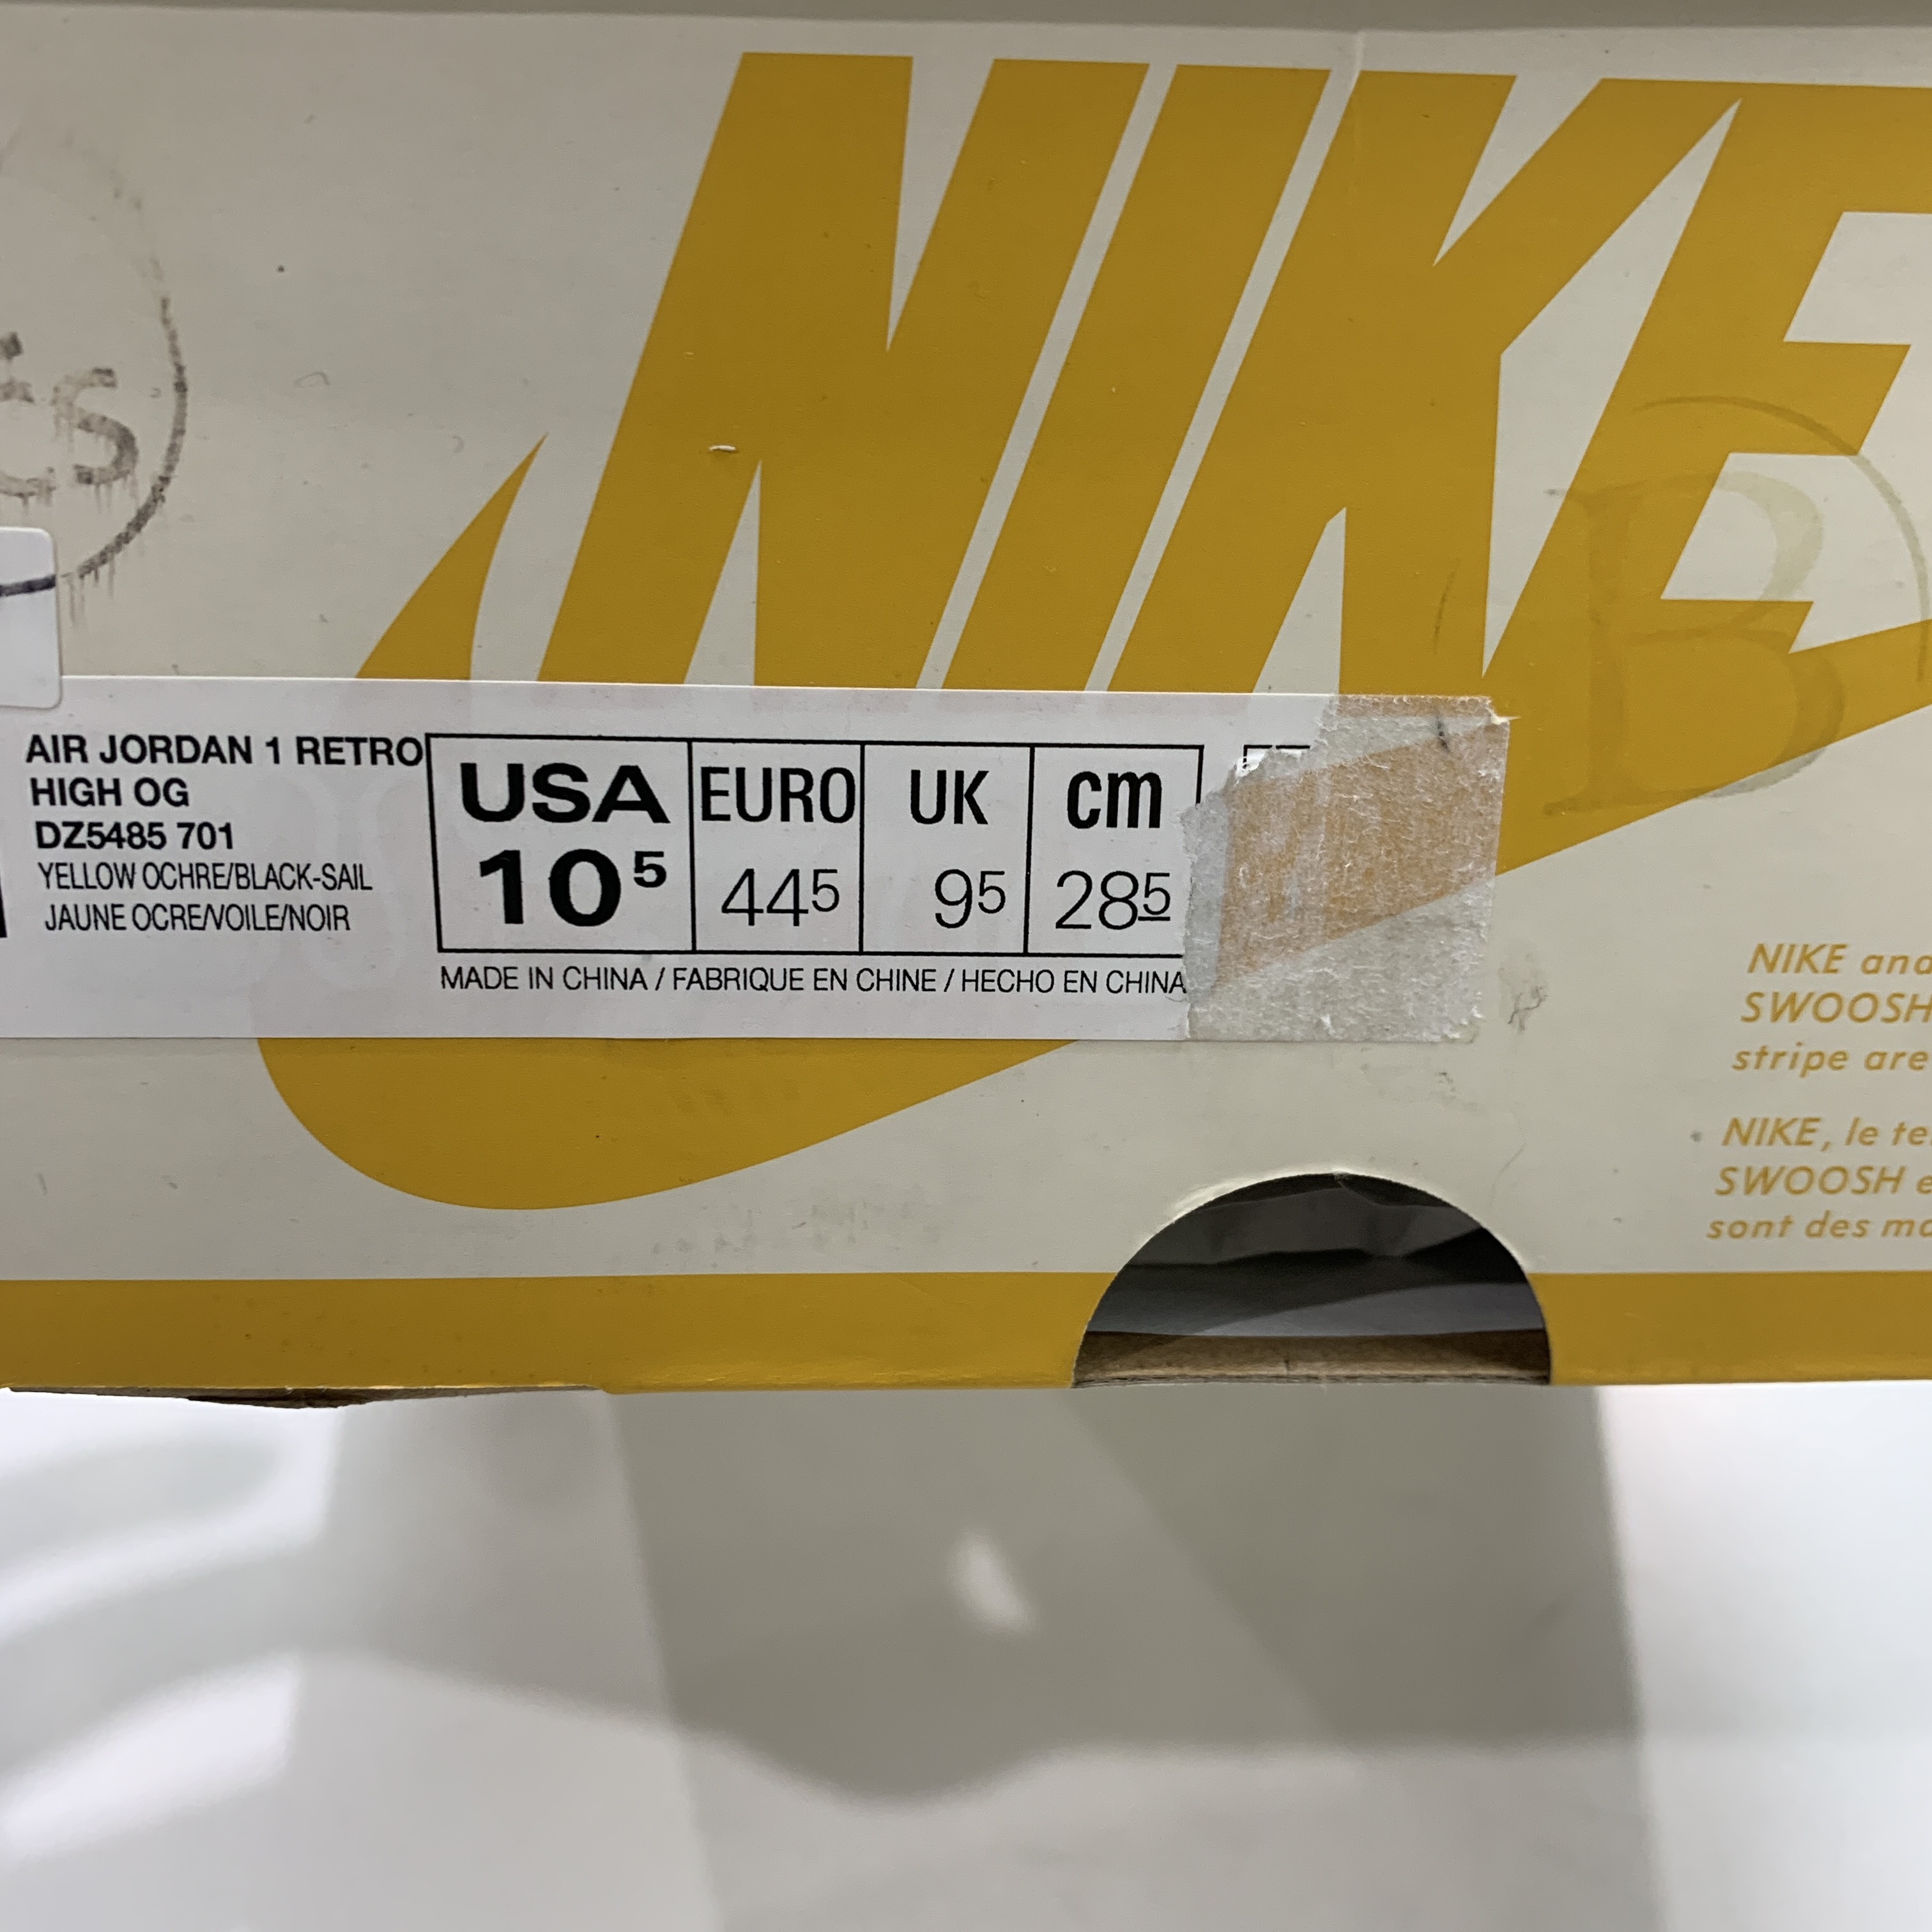 NIKE
AIR JORDAN 1 RETRO
HIGH OG
DZ5485 701
YELLOW OCHRE/BLACK-SAIL
JAUNE OCRE/VOILE/NOIR
USA EURO UK cm
10⁵ 44⁵ 9⁵ 28⁵
MADE IN CHINA / FABRIQUE EN CHINE / HECHO EN CHINA
B
NIKE and
SWOOSH
stripe are
NIKE, le
SWOOSH
sont des